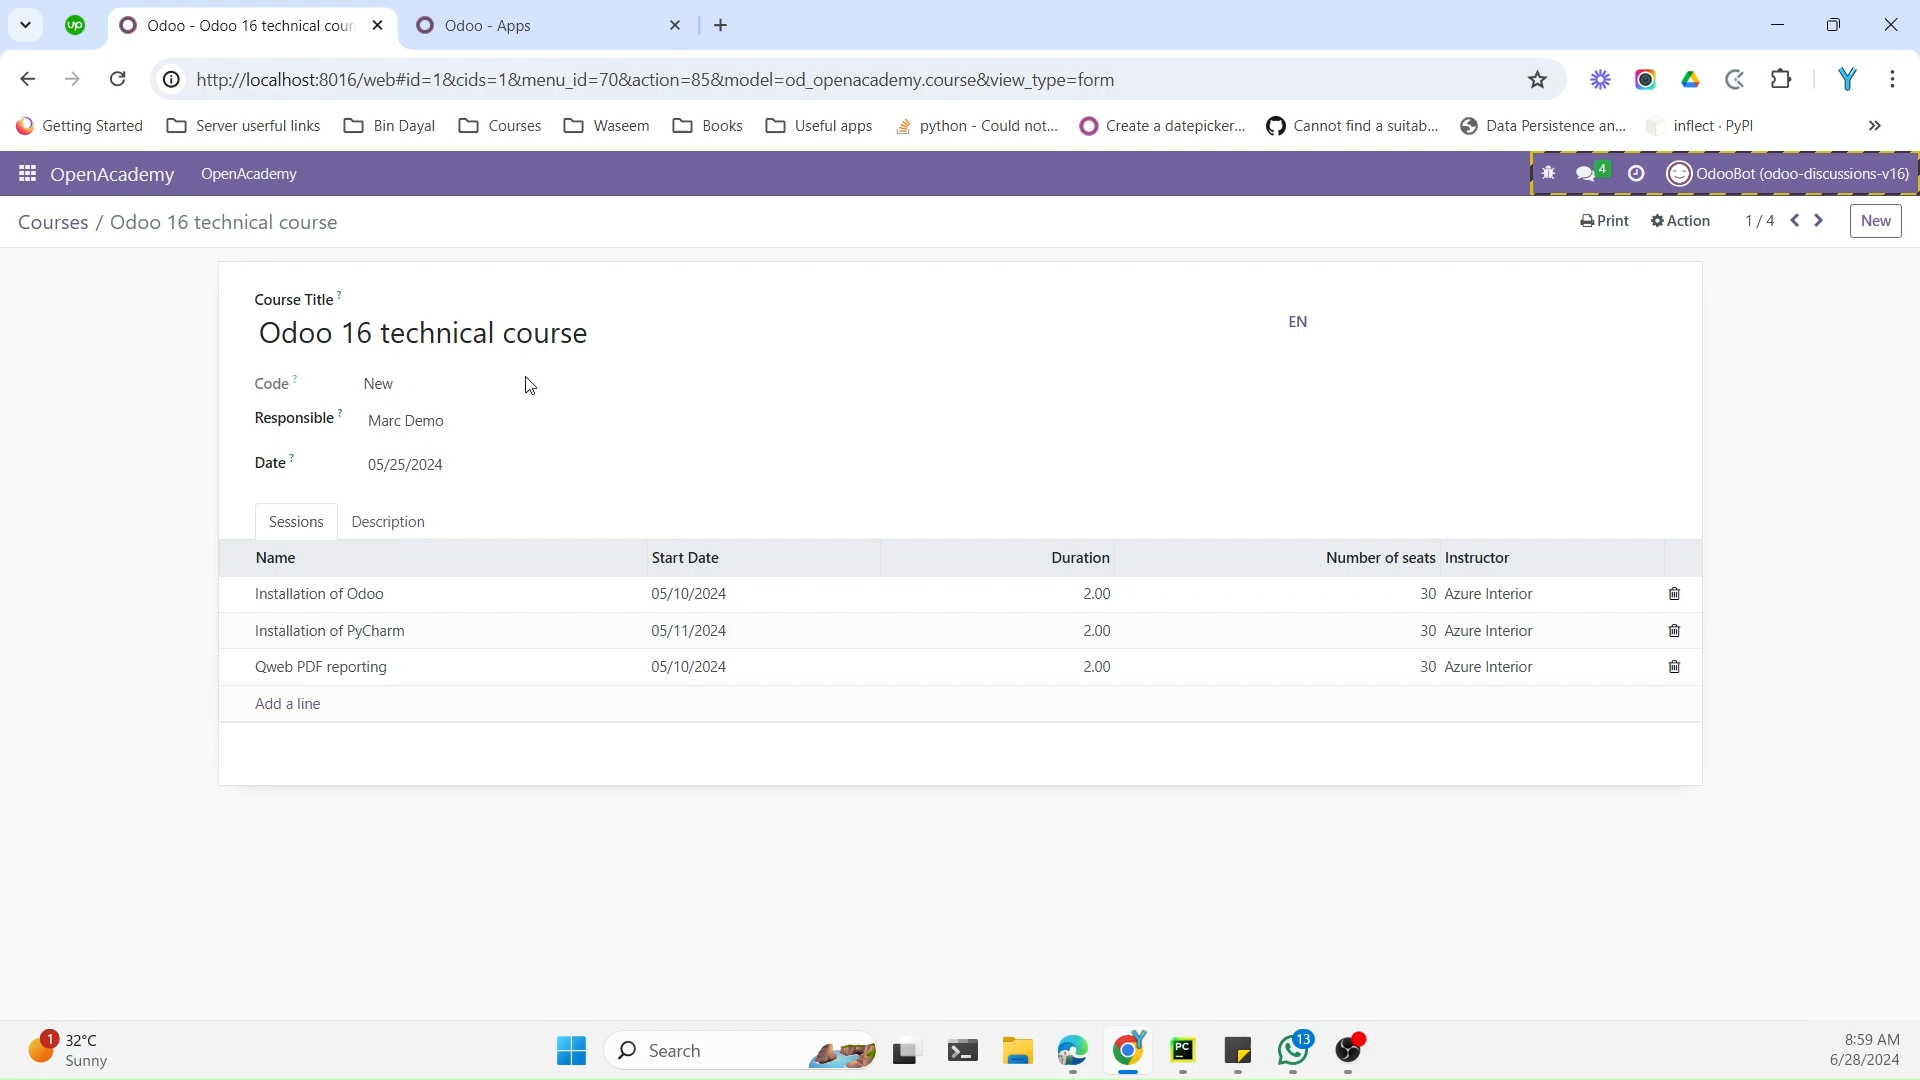 up
Odoo - Odoo 16 technical cour
Odoo - Apps
http://localhost:8016/web#id=1&cids=1&menu_id=70&action=85&model=od_openacademy.course&view_type=form
Getting Started
Server userful links
Bin Dayal
Courses
Waseem
Books
Useful apps
python - Could not...
Create a datepicker...
Cannot find a suitab...
Data Persistence an...
inflect · PyPI
OpenAcademy
OpenAcademy
4
OdooBot (odoo-discussions-v16)
Courses / Odoo 16 technical course
Print
Action
1 / 4
New
Course Title ?
Odoo 16 technical course
EN
Code ? New
Responsible ? Marc Demo
Date ? 05/25/2024
Sessions
Description
Name Start Date Duration Number of seats Instructor
Installation of Odoo 05/10/2024 2.00 30 Azure Interior
Installation of PyCharm 05/11/2024 2.00 30 Azure Interior
Qweb PDF reporting 05/10/2024 2.00 30 Azure Interior
Add a line
1
32°C
Sunny
Search
PC
13
8:59 AM
6/28/2024